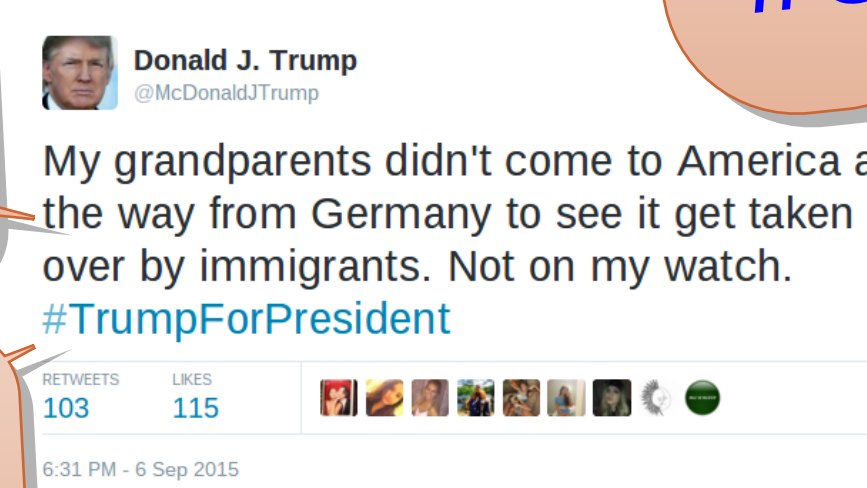 Donald J. Trump
@McDonaldJTrump
My grandparents didn't come to America
the way from Germany to see it get taken
over by immigrants. Not on my watch.
#TrumpForPresident
RETWEETS LIKES
103 115
6:31 PM - 6 Sep 2015